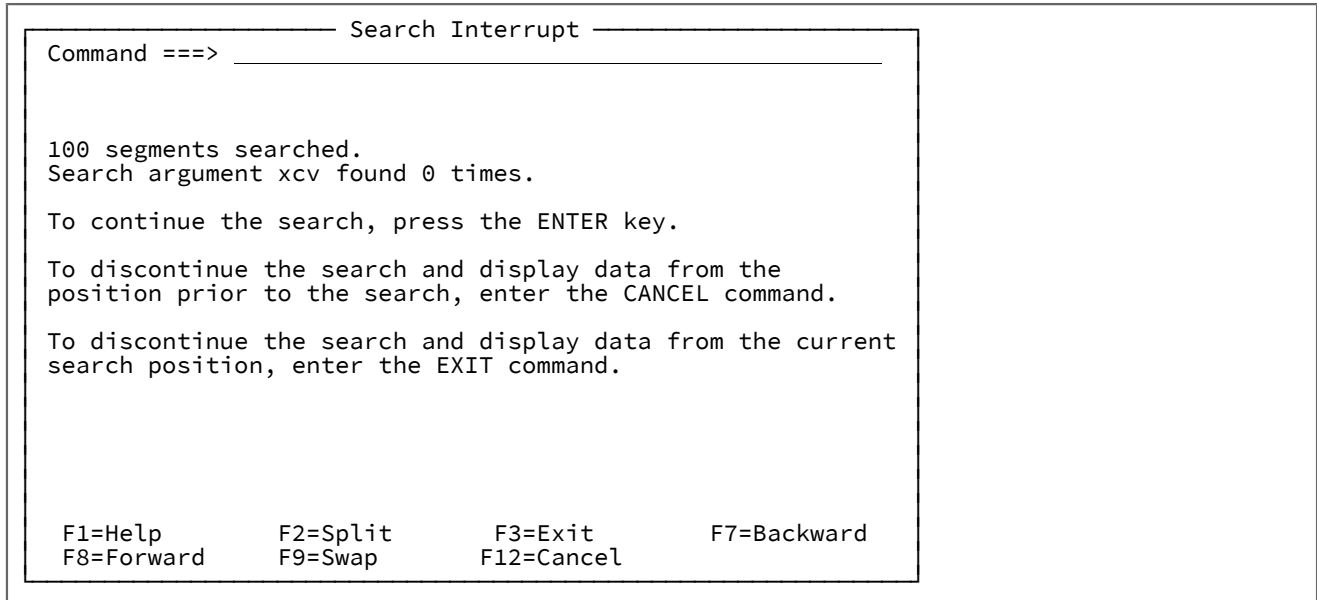 Search Interrupt
Command ===>
100 segments searched.
Search argument xcv found 0 times.
To continue the search, press the ENTER key.
To discontinue the search and display data from the
position prior to the search, enter the CANCEL command.
To discontinue the search and display data from the current
search position, enter the EXIT command.
F1=Help F2=Split F3=Exit F7=Backward
F8=Forward F9=Swap F12=Cancel